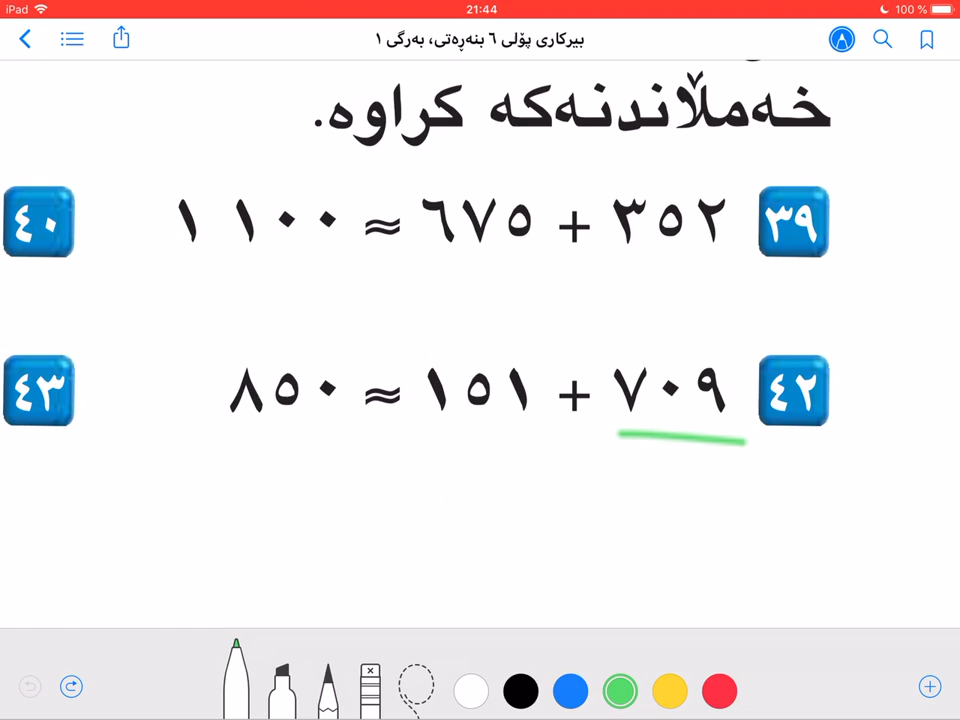 iPad 21:44 100 %
بیرکاری پۆلی ٦ بنەڕەتی، بەرگی ١
خەمڵاندنەکە کراوە.
٣٩ ٣٥٢ + ٦٧٥ ≈ ١ ١٠٠ ٤٠
٤٢ ٧٠٩ + ١٥١ ≈ ٨٥٠ ٤٣